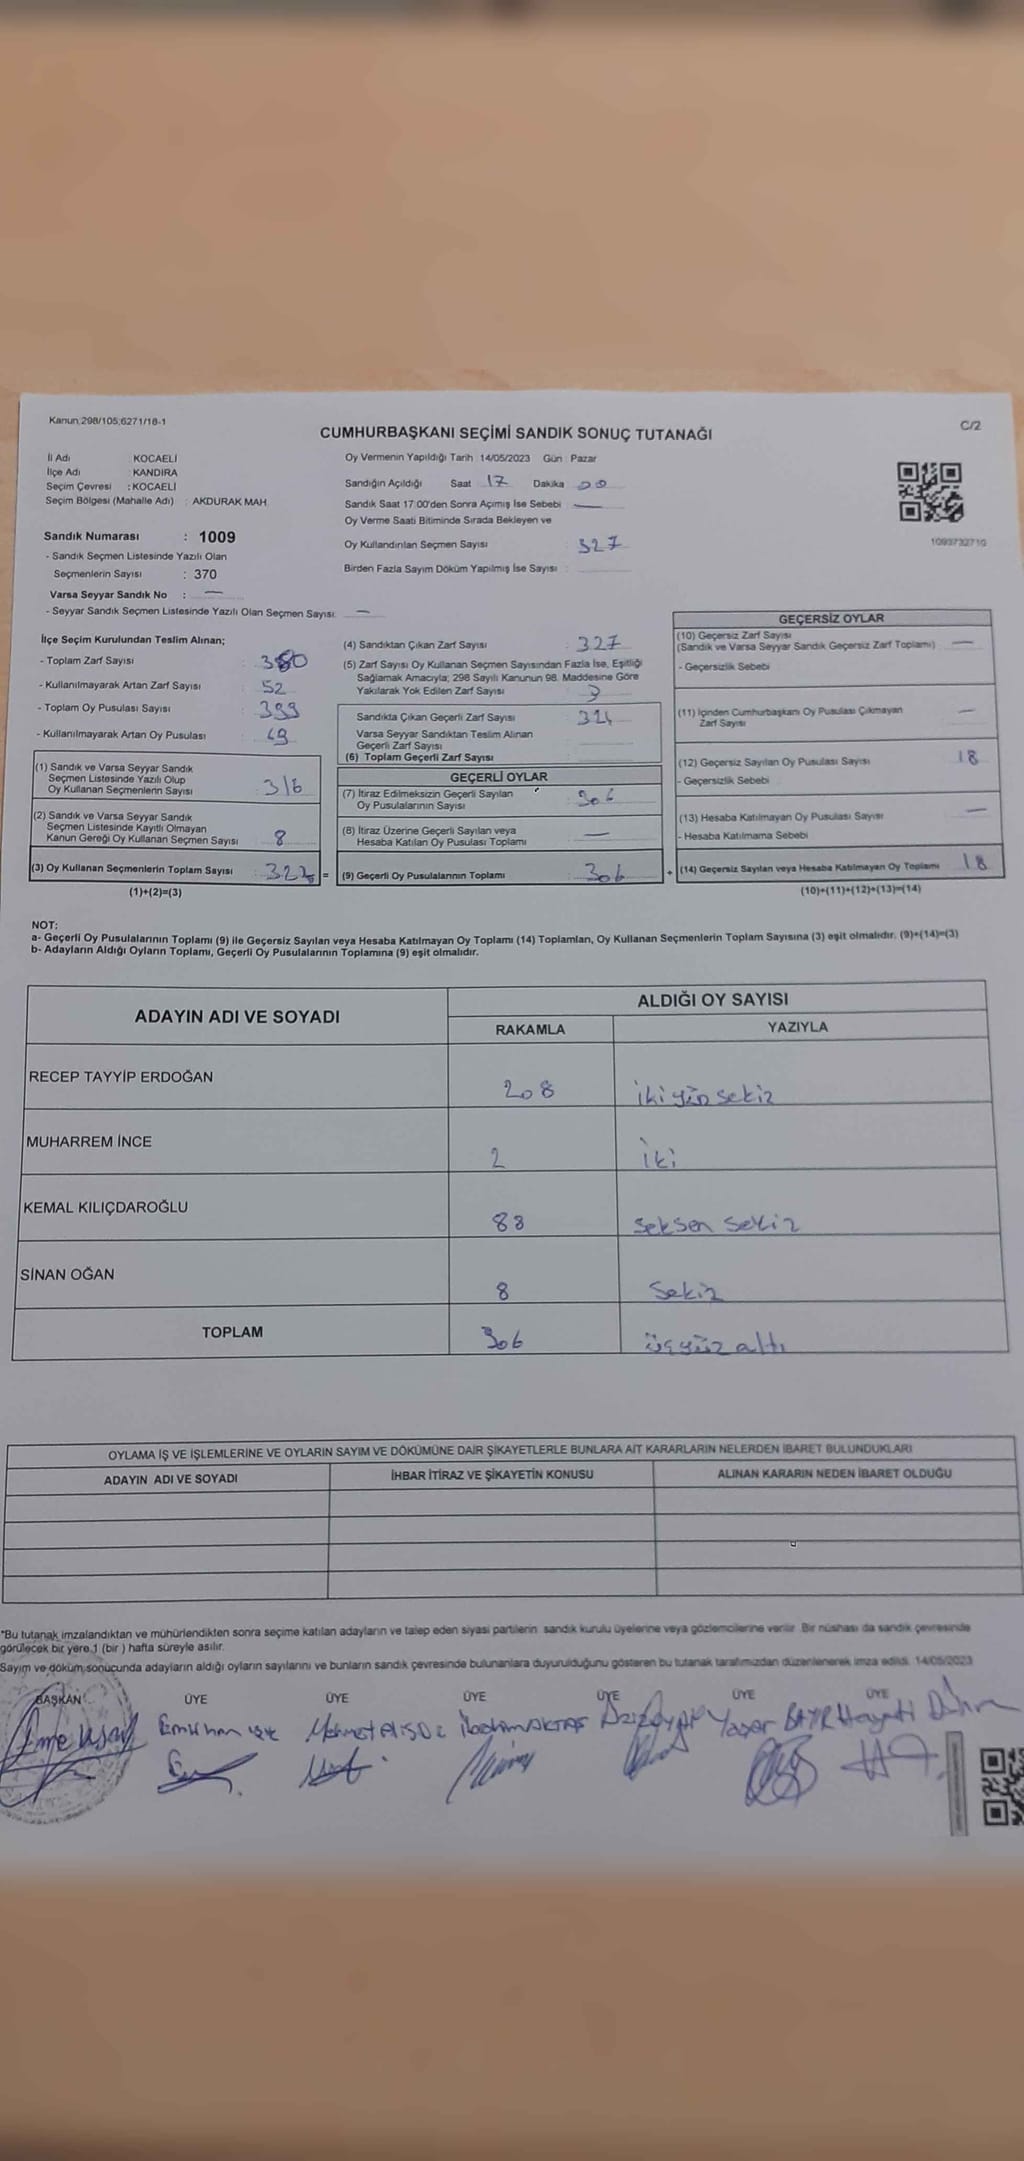 Kanun:298/105;6271/18-1
C/2
CUMHURBAŞKANI SEÇİMİ SANDIK SONUÇ TUTANAĞI
İl Adı KOCAELİ
İlçe Adı : KANDIRA
Seçim Çevresi : KOCAELİ
Seçim Bölgesi (Mahalle Adı) : AKDURAK MAH.
Sandık Numarası : 1009
- Sandık Seçmen Listesinde Yazılı Olan
Seçmenlerin Sayısı : 370
Varsa Seyyar Sandık No : —
- Seyyar Sandık Seçmen Listesinde Yazılı Olan Seçmen Sayısı: —
Oy Vermenin Yapıldığı Tarih :14/05/2023 Gün : Pazar
Sandığın Açıldığı Saat 17 Dakika 00
Sandık Saat 17:00'den Sonra Açımış İse Sebebi —
Oy Verme Saati Bitiminde Sırada Bekleyen ve
Oy Kullandırılan Seçmen Sayısı : 327
Birden Fazla Sayım Döküm Yapılmış İse Sayısı :
1093732710
İlçe Seçim Kurulundan Teslim Alınan;
- Toplam Zarf Sayısı : 380
- Kullanılmayarak Artan Zarf Sayısı : 52
- Toplam Oy Pusulası Sayısı : 399
- Kullanılmayarak Artan Oy Pusulası
(1) Sandık ve Varsa Seyyar Sandık
Seçmen Listesinde Yazılı Olup
Oy Kullanan Seçmenlerin Sayısı : 316
(2) Sandık ve Varsa Seyyar Sandık
Seçmen Listesinde Kayıtlı Olmayan
Kanun Gereği Oy Kullanan Seçmen Sayısı : 8
(3) Oy Kullanan Seçmenlerin Toplam Sayısı :
(1)+(2)=(3)
(4) Sandıktan Çıkan Zarf Sayısı : 327
(5) Zarf Sayısı Oy Kullanan Seçmen Sayısından Fazla İse, Eşitliği
Sağlamak Amacıyla; 298 Sayılı Kanunun 98. Maddesine Göre
Yakılarak Yok Edilen Zarf Sayısı : 3
Sandıkta Çıkan Geçerli Zarf Sayısı : 324
Varsa Seyyar Sandıktan Teslim Alınan
Geçerli Zarf Sayısı
(6) Toplam Geçerli Zarf Sayısı
GEÇERLİ OYLAR
(7) İtiraz Edilmeksizin Geçerli Sayılan
Oy Pusulalarının Sayısı : 306
(8) İtiraz Üzerine Geçerli Sayılan veya
Hesaba Katılan Oy Pusulası Toplamı : —
= (9) Geçerli Oy Pusulalarının Toplamı : 306
GEÇERSİZ OYLAR
(10) Geçersiz Zarf Sayısı
(Sandık ve Varsa Seyyar Sandık Geçersiz Zarf Toplamı) —
- Geçersizlik Sebebi
(11) İçinden Cumhurbaşkanı Oy Pusulası Çıkmayan
Zarf Sayısı —
(12) Geçersiz Sayılan Oy Pusulası Sayısı 18
- Geçersizlik Sebebi
(13) Hesaba Katılmayan Oy Pusulası Sayısı —
- Hesaba Katılmama Sebebi
+ (14) Geçersiz Sayılan veya Hesaba Katılmayan Oy Toplamı 18
(10)+(11)+(12)+(13)=(14)
NOT:
a- Geçerli Oy Pusulalarının Toplamı (9) ile Geçersiz Sayılan veya Hesaba Katılmayan Oy Toplamı (14) Toplamları, Oy Kullanan Seçmenlerin Toplam Sayısına (3) eşit olmalıdır. (9)+(14)=(3)
b- Adayların Aldığı Oyların Toplamı, Geçerli Oy Pusulalarının Toplamına (9) eşit olmalıdır.
ADAYIN ADI VE SOYADI ALDIĞI OY SAYISI
RAKAMLA YAZIYLA
RECEP TAYYİP ERDOĞAN 208 iki yüz sekiz
MUHARREM İNCE 2 iki
KEMAL KILIÇDAROĞLU 88 seksen sekiz
SİNAN OĞAN 8 Sekiz
TOPLAM 306 üçyüz altı
OYLAMA İŞ VE İŞLEMLERİNE VE OYLARIN SAYIM VE DÖKÜMÜNE DAİR ŞİKAYETLERLE BUNLARA AİT KARARLARIN NELERDEN İBARET BULUNDUKLARI
ADAYIN ADI VE SOYADI İHBAR İTİRAZ VE ŞİKAYETİN KONUSU ALINAN KARARIN NEDEN İBARET OLDUĞU
"Bu tutanak imzalandıktan ve mühürlendikten sonra seçime katılan adayların ve talep eden siyasi partilerin sandık kurulu üyelerine veya gözlemcilerine verilir. Bir nüshası da sandık çevresinde
görülecek bir yere 1 (bir ) hafta süreyle asılır.
Sayım ve döküm sonucunda adayların aldığı oyların sayılarını ve bunların sandık çevresinde bulunanlara duyurulduğunu gösteren bu tutanak tarafımızdan düzenlenerek imza edildi. 14/05/2023
BAŞKAN ÜYE ÜYE ÜYE ÜYE ÜYE ÜYE
İbrahim AKTAŞ Yaşar Hayati